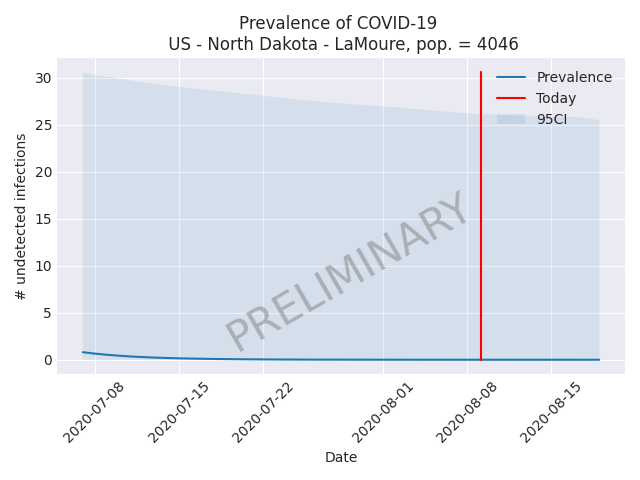 Prevalence of COVID-19
US - North Dakota - LaMoure, pop. = 4046
Prevalence
Today
95CI
# undetected infections
30
25
20
15
10
5
0
PRELIMINARY
2020-07-08
2020-07-15
2020-07-22
2020-08-01
2020-08-08
2020-08-15
Date